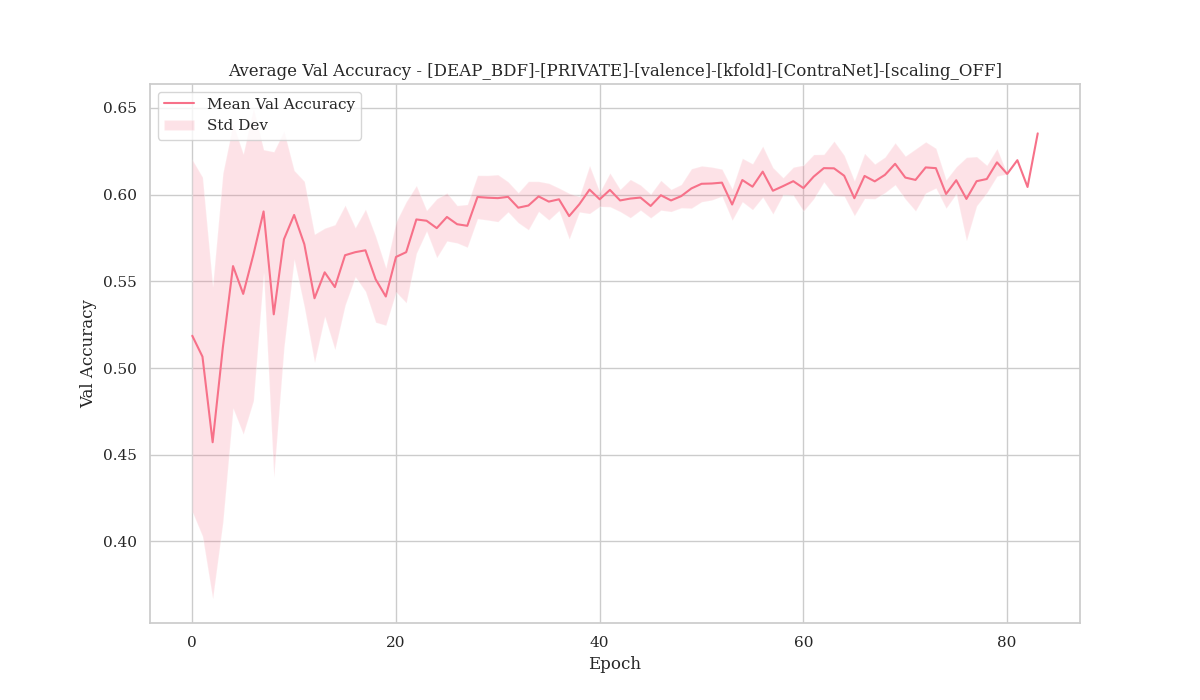 Average Val Accuracy - [DEAP_BDF]-[PRIVATE]-[valence]-[kfold]-[ContraNet]-[scaling_OFF]
Mean Val Accuracy
Std Dev
0.65
0.60
0.55
0.50
0.45
0.40
Val Accuracy
0
20
40
60
80
Epoch